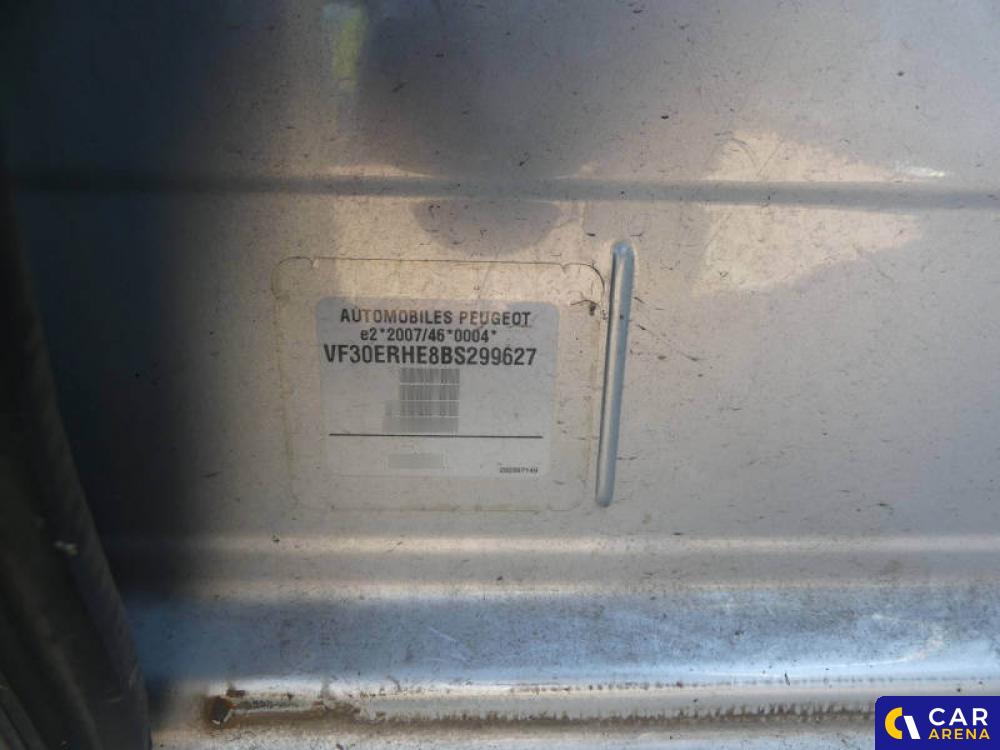 AUTOMOBILES PEUGEOT
e2*2007/46*0004*
VF30ERHE8BS299627
CAR
ARENA